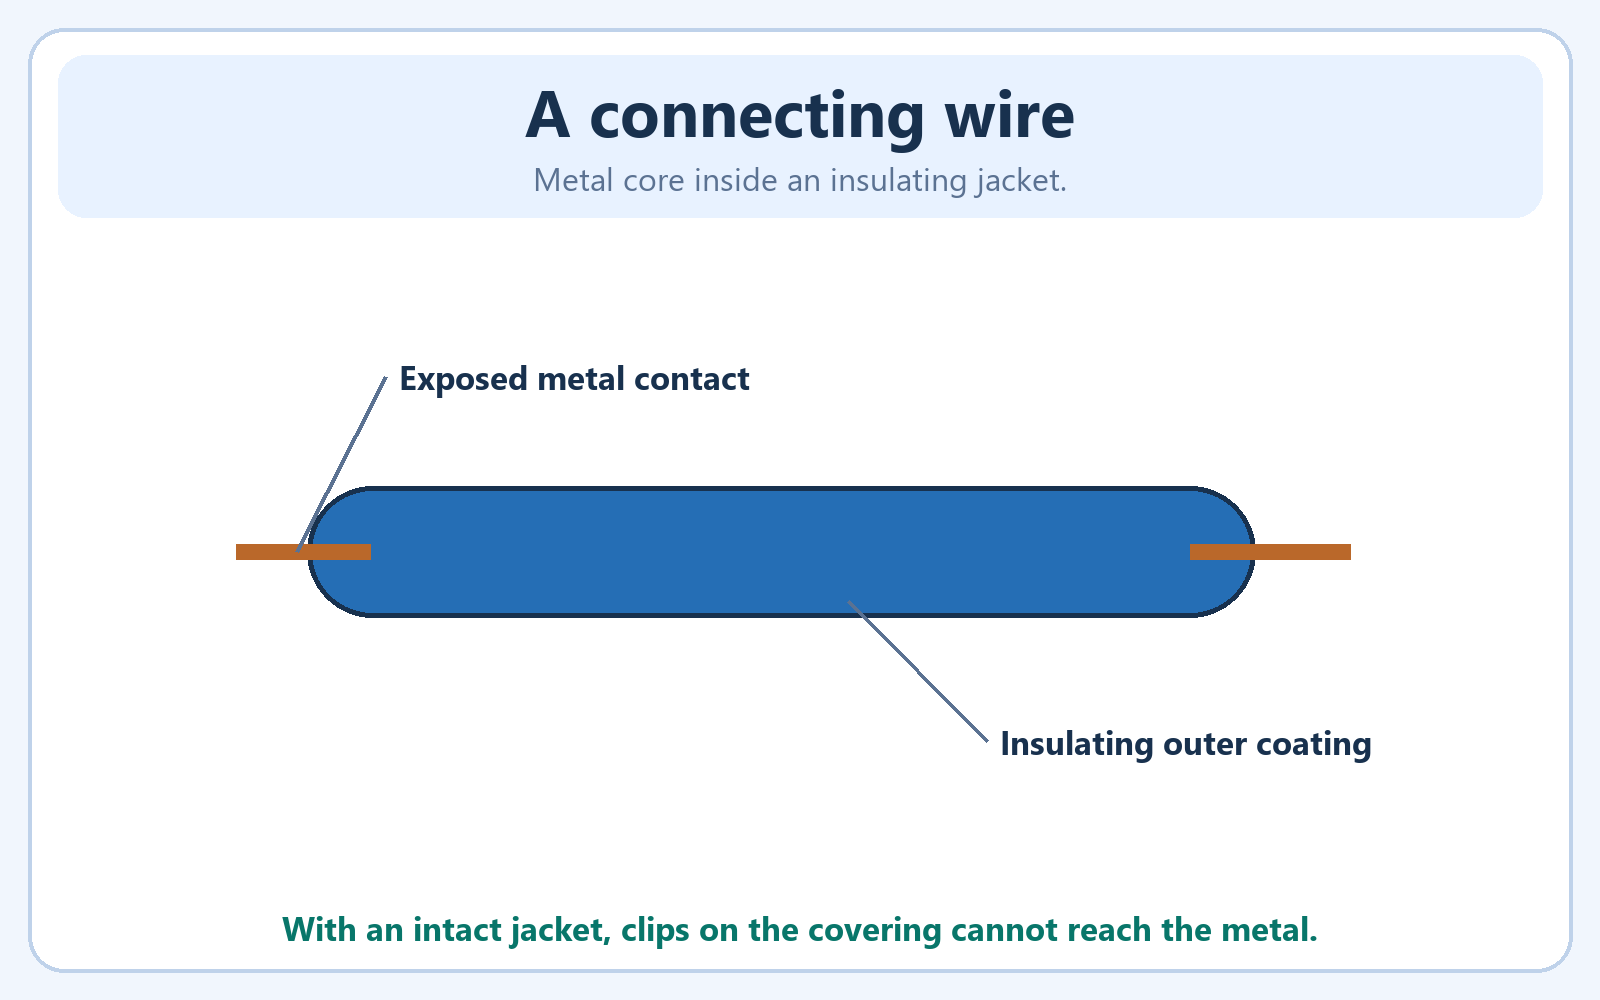 A connecting wire
Metal core inside an insulating jacket.
Exposed metal contact
Insulating outer coating
With an intact jacket, clips on the covering cannot reach the metal.